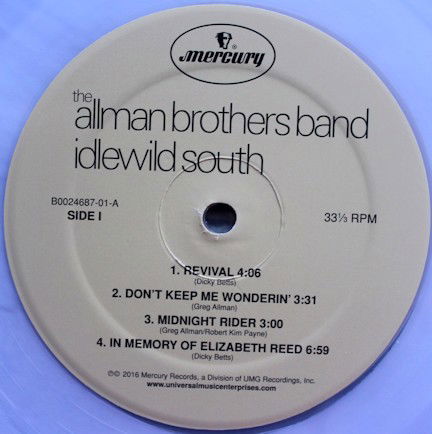 mercury
®
the
allman brothers band
idlewild south
B0024687-01-A
SIDE I
33⅓ RPM
1. REVIVAL 4:06
(Dicky Betts)
2. DON'T KEEP ME WONDERIN' 3:31
(Greg Allman)
3. MIDNIGHT RIDER 3:00
(Greg Allman/Robert Kim Payne)
4. IN MEMORY OF ELIZABETH REED 6:59
(Dicky Betts)
℗© 2016 Mercury Records, a Division of UMG Recordings, Inc.
www.universalmusicenterprises.com